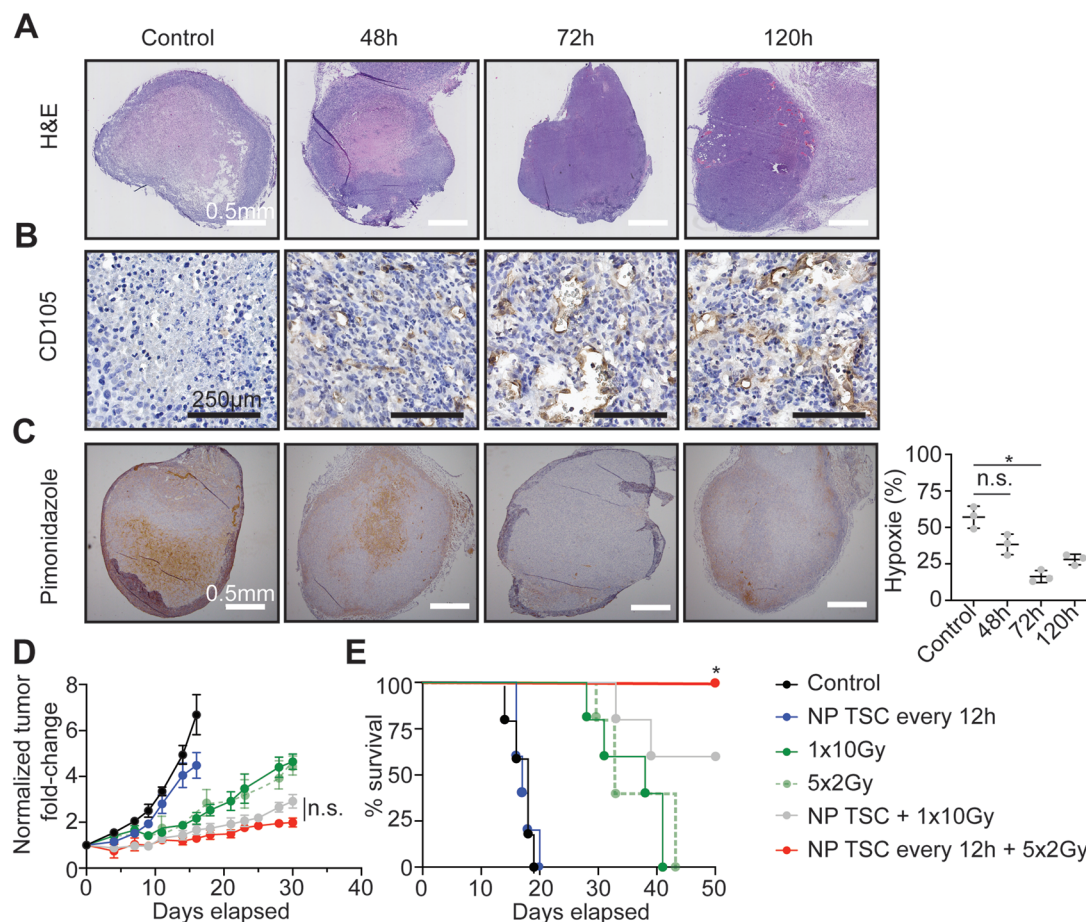 A
Control
48h
72h
120h
H&E
0.5mm
B
CD105
250µm
C
Pimonidazole
0.5mm
Hypoxie (%)
100
75
50
25
0
*
n.s.
Control
48h
72h
120h
D
Normalized tumor
fold-change
8
6
4
2
0
0
10
20
30
Days elapsed
n.s.
E
% survival
100
75
50
25
0
0
10
20
30
40
50
Days elapsed
*
Control
NP TSC every 12h
1x10Gy
5x2Gy
NP TSC + 1x10Gy
NP TSC every 12h + 5x2Gy